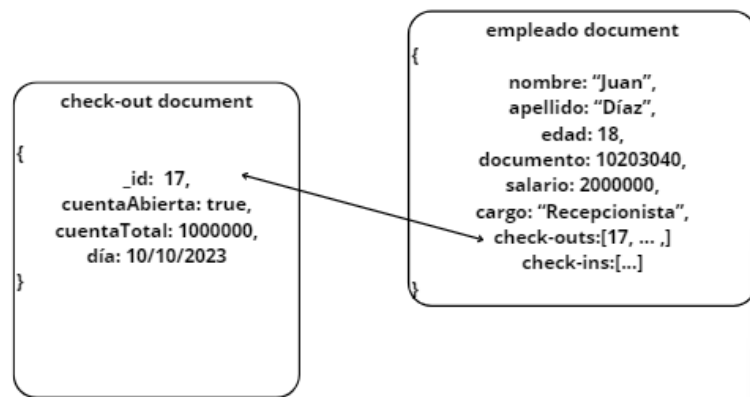 check-out document
{
_id: 17,
cuentaAbierta: true,
cuentaTotal: 1000000,
día: 10/10/2023
}
empleado document
{
nombre: “Juan”,
apellido: “Díaz”,
edad: 18,
documento: 10203040,
salario: 2000000,
cargo: “Recepcionista”,
check-outs:[17, ... ,]
check-ins:[...]
}